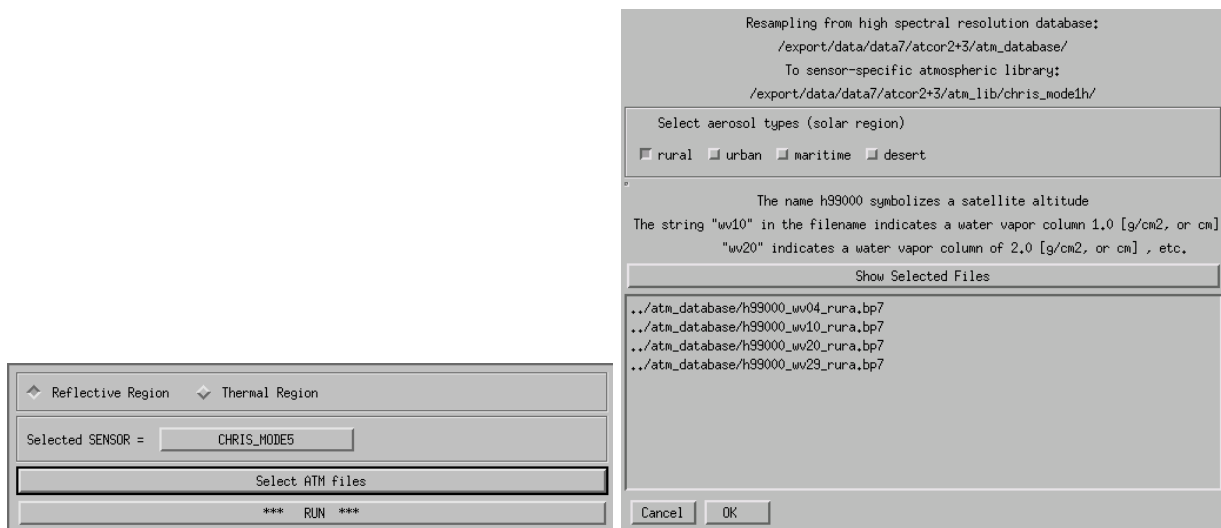 Reflective Region Thermal Region
Selected SENSOR = CHRIS_MODE5
Select ATM files
*** RUN ***
Resampling from high spectral resolution database:
/export/data/data7/atcor2+3/atm_database/
To sensor-specific atmospheric library:
/export/data/data7/atcor2+3/atm_lib/chris_mode1h/
Select aerosol types (solar region)
rural urban maritime desert
The name h99000 symbolizes a satellite altitude
The string "wv10" in the filename indicates a water vapor column 1.0 [g/cm2, or cm]
"wv20" indicates a water vapor column of 2.0 [g/cm2, or cm] , etc.
Show Selected Files
../atm_database/h99000_wv04_rura.bp7
../atm_database/h99000_wv10_rura.bp7
../atm_database/h99000_wv20_rura.bp7
../atm_database/h99000_wv29_rura.bp7
Cancel OK